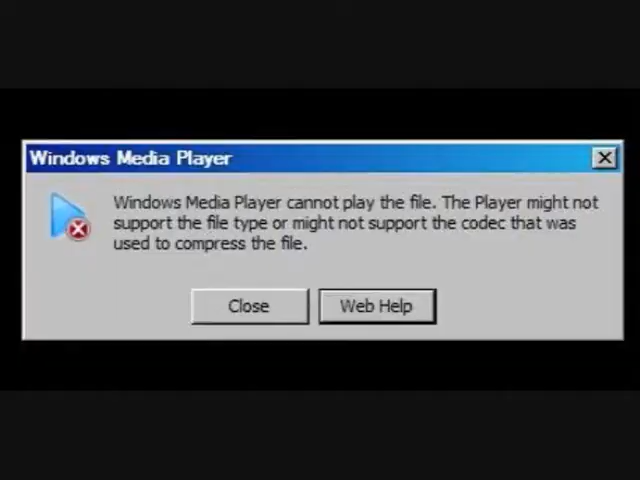 Windows Media Player
Windows Media Player cannot play the file. The Player might not
support the file type or might not support the codec that was
used to compress the file.
Close
Web Help